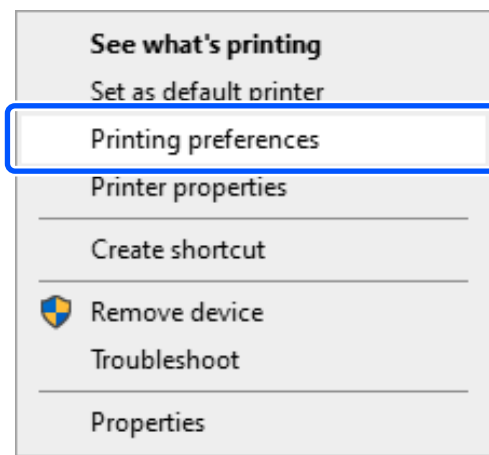 See what's printing
Set as default printer
Printing preferences
Printer properties
Create shortcut
Remove device
Troubleshoot
Properties